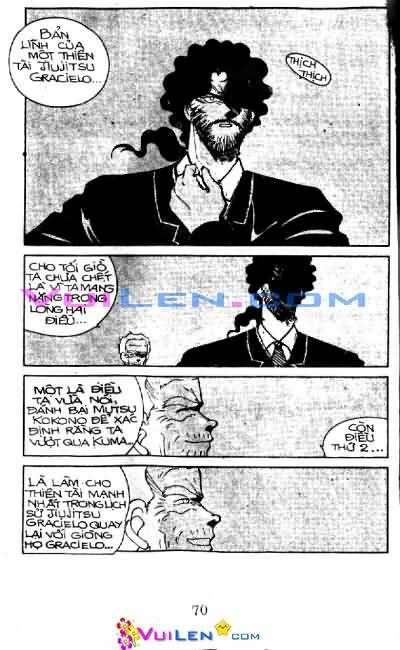 BẢN
LĨNH CỦA
MỘT THIÊN
TÀI JIUJITSU
GRACIELO...
THÍCH
THÍCH
CHO TỚI GIỜ
TA CHƯA CHẾT
LÀ VÌ TA MANG
NẶNG TRONG
LÒNG HAI
ĐIỀU...
VUILEN.COM
MỘT LÀ ĐIỀU
TA VỪA NÓI,
ĐÁNH BẠI MUTSU
KOKONO ĐỂ XÁC
ĐỊNH RẰNG TA
VƯỢT QUA KUMA.
CÒN
ĐIỀU
THỨ 2...
LÀ LÀM CHO
THIÊN TÀI MẠNH
NHẤT TRONG LỊCH
SỬ JIUJITSU
GRACIELO QUAY
LẠI VỚI GIÒNG
HỌ GRACIELO...
70
VUILEN.COM